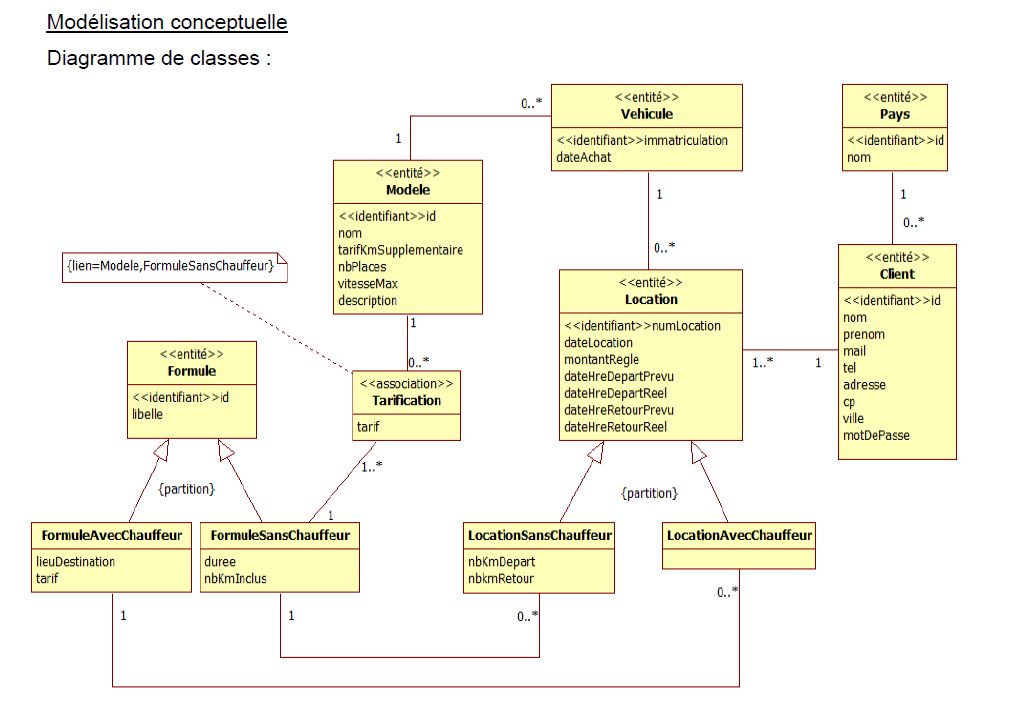 Modélisation conceptuelle
Diagramme de classes :
<<entité>>
Vehicule
<<identifiant>>immatriculation
dateAchat
<<entité>>
Pays
<<identifiant>>id
nom
0..*
1
<<entité>>
Modele
<<identifiant>>id
nom
tarifKmSupplementaire
nbPlaces
vitesseMax
description
1
0..*
1
0..*
{lien=Modele,FormuleSansChauffeur}
<<entité>>
Location
<<identifiant>>numLocation
dateLocation
montantRegle
dateHreDepartPrevu
dateHreDepartReel
dateHreRetourPrevu
dateHreRetourReel
<<entité>>
Client
<<identifiant>>id
nom
prenom
mail
tel
adresse
cp
ville
motDePasse
1..*
1
1
0..*
<<entité>>
Formule
<<identifiant>>id
libelle
<<association>>
Tarification
tarif
1..*
1
{partition}
{partition}
FormuleAvecChauffeur
lieuDestination
tarif
FormuleSansChauffeur
duree
nbKmInclus
LocationSansChauffeur
nbKmDepart
nbkmRetour
LocationAvecChauffeur
1
1
0..*
0..*